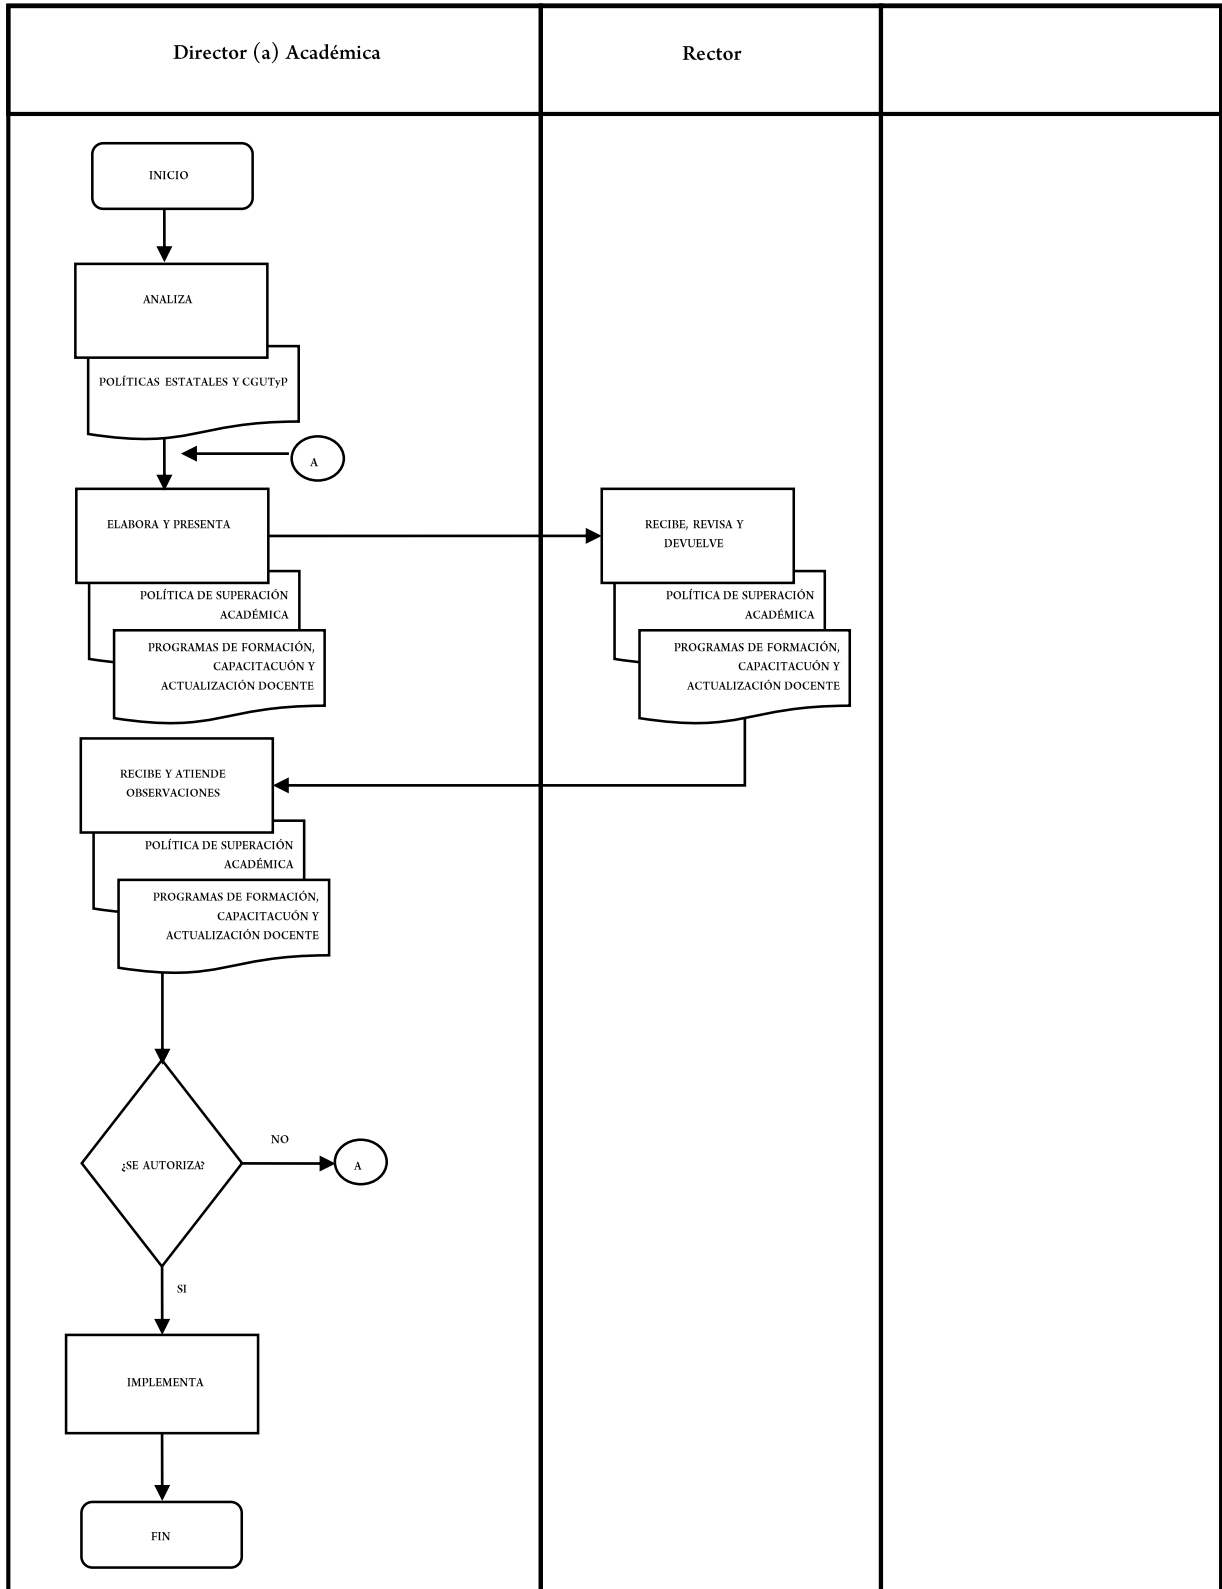 Director (a) Académica
Rector
INICIO
ANALIZA
POLÍTICAS ESTATALES Y CGUTyP
A
ELABORA Y PRESENTA
POLÍTICA DE SUPERACIÓN
ACADÉMICA
PROGRAMAS DE FORMACIÓN,
CAPACITACUÓN Y
ACTUALIZACIÓN DOCENTE
RECIBE, REVISA Y
DEVUELVE
POLÍTICA DE SUPERACIÓN
ACADÉMICA
PROGRAMAS DE FORMACIÓN,
CAPACITACUÓN Y
ACTUALIZACIÓN DOCENTE
RECIBE Y ATIENDE
OBSERVACIONES
POLÍTICA DE SUPERACIÓN
ACADÉMICA
PROGRAMAS DE FORMACIÓN,
CAPACITACUÓN Y
ACTUALIZACIÓN DOCENTE
¿SE AUTORIZA?
NO
A
SI
IMPLEMENTA
FIN